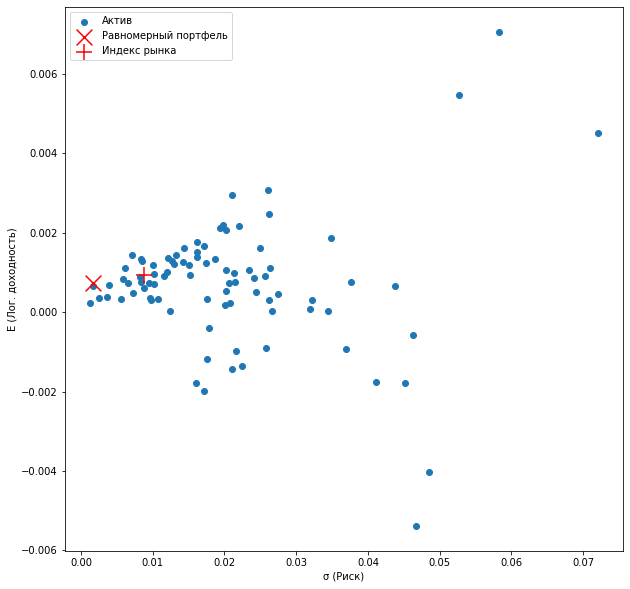 Актив
Равномерный портфель
Индекс рынка
0.006
0.004
0.002
0.000
−0.002
−0.004
−0.006
E (Лог. доходность)
0.00 0.01 0.02 0.03 0.04 0.05 0.06 0.07
σ (Риск)